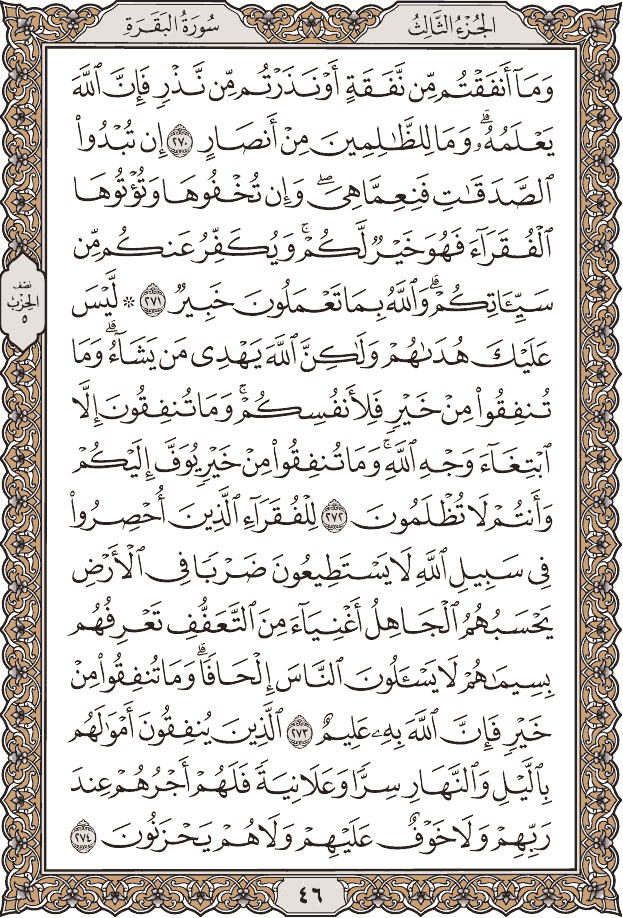 الجُزْءُ الثَّالِثُ
سُورَةُ البَقَرَةِ
وَمَآ أَنفَقْتُم مِّن نَّفَقَةٍ أَوْ نَذَرْتُم مِّن نَّذْرٍ فَإِنَّ ٱللَّهَ
يَعْلَمُهُۥۗ وَمَا لِلظَّٰلِمِينَ مِنْ أَنصَارٍ ٢٧٠ إِن تُبْدُوا۟
ٱلصَّدَقَٰتِ فَنِعِمَّا هِىَۖ وَإِن تُخْفُوهَا وَتُؤْتُوهَا
ٱلْفُقَرَآءَ فَهُوَ خَيْرٌ لَّكُمْۚ وَيُكَفِّرُ عَنكُم مِّن
سَيِّـَٔاتِكُمْۗ وَٱللَّهُ بِمَا تَعْمَلُونَ خَبِيرٌ ٢٧١ ۞ لَّيْسَ
عَلَيْكَ هُدَىٰهُمْ وَلَٰكِنَّ ٱللَّهَ يَهْدِى مَن يَشَآءُۗ وَمَا
تُنفِقُوا۟ مِنْ خَيْرٍ فَلِأَنفُسِكُمْۚ وَمَا تُنفِقُونَ إِلَّا
ٱبْتِغَآءَ وَجْهِ ٱللَّهِۚ وَمَا تُنفِقُوا۟ مِنْ خَيْرٍ يُوَفَّ إِلَيْكُمْ
وَأَنتُمْ لَا تُظْلَمُونَ ٢٧٢ لِلْفُقَرَآءِ ٱلَّذِينَ أُحْصِرُوا۟
فِى سَبِيلِ ٱللَّهِ لَا يَسْتَطِيعُونَ ضَرْبًا فِى ٱلْأَرْضِ
يَحْسَبُهُمُ ٱلْجَاهِلُ أَغْنِيَآءَ مِنَ ٱلتَّعَفُّفِ تَعْرِفُهُم
بِسِيمَٰهُمْ لَا يَسْـَٔلُونَ ٱلنَّاسَ إِلْحَافًاۗ وَمَا تُنفِقُوا۟ مِنْ
خَيْرٍ فَإِنَّ ٱللَّهَ بِهِۦ عَلِيمٌ ٢٧٣ ٱلَّذِينَ يُنفِقُونَ أَمْوَٰلَهُم
بِٱلَّيْلِ وَٱلنَّهَارِ سِرًّا وَعَلَانِيَةً فَلَهُمْ أَجْرُهُمْ عِندَ
رَبِّهِمْ وَلَا خَوْفٌ عَلَيْهِمْ وَلَا هُمْ يَحْزَنُونَ ٢٧٤
نصف
الحِزْبُ
٥
٤٦